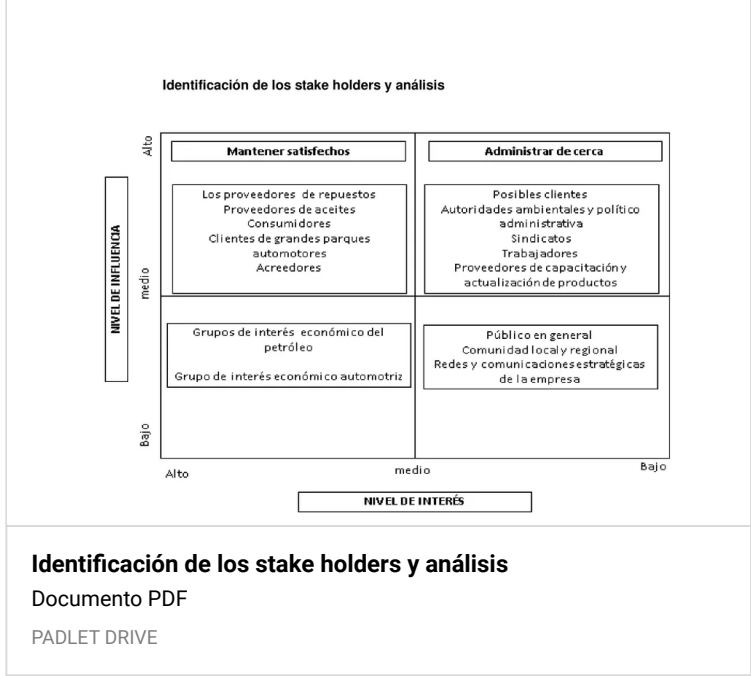 Identificación de los stake holders y análisis
Alto
Mantener satisfechos
Administrar de cerca
Los proveedores de repuestos
Proveedores de aceites
Consumidores
Clientes de grandes parques
automotores
Acreedores
Posibles clientes
Autoridades ambientales y político
administrativa
Sindicatos
Trabajadores
Proveedores de capacitación y
actualización de productos
NIVEL DE INFLUENCIA
medio
Grupos de interés económico del
petróleo
Grupo de interés económico automotriz
Público en general
Comunidad local y regional
Redes y comunicaciones estratégicas
de la empresa
Bajo
Alto
medio
Bajo
NIVEL DE INTERÉS
Identificación de los stake holders y análisis
Documento PDF
PADLET DRIVE